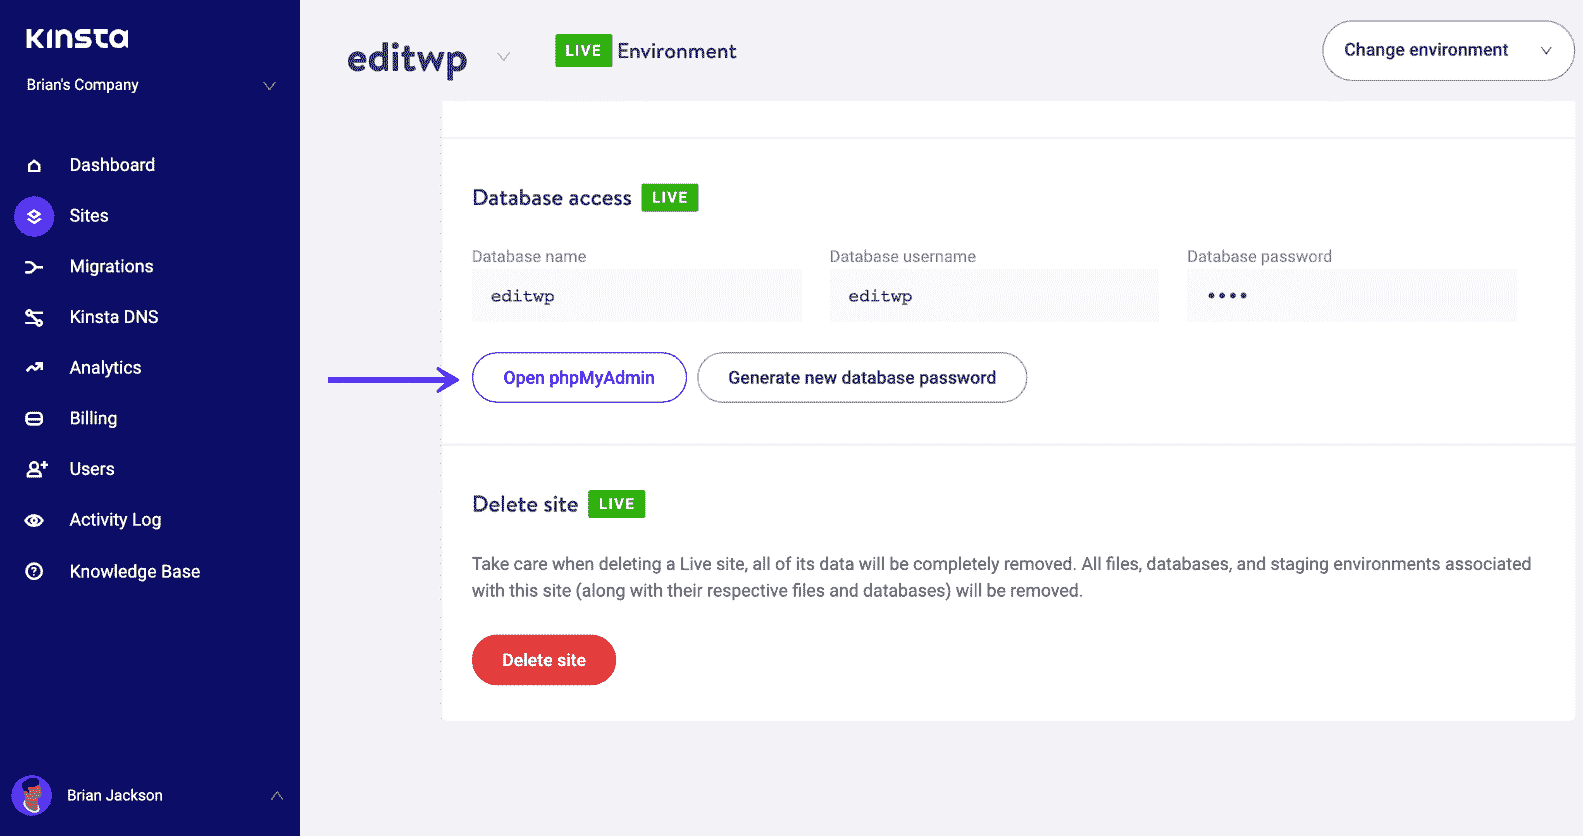 KINSTA
Brian's Company
Dashboard
Sites
Migrations
Kinsta DNS
Analytics
Billing
Users
Activity Log
Knowledge Base
Brian Jackson
editwp
LIVE Environment
Change environment
Database access LIVE
Database name
Database username
Database password
editwp
editwp
••••
Open phpMyAdmin
Generate new database password
Delete site LIVE
Take care when deleting a Live site, all of its data will be completely removed. All files, databases, and staging environments associated
with this site (along with their respective files and databases) will be removed.
Delete site